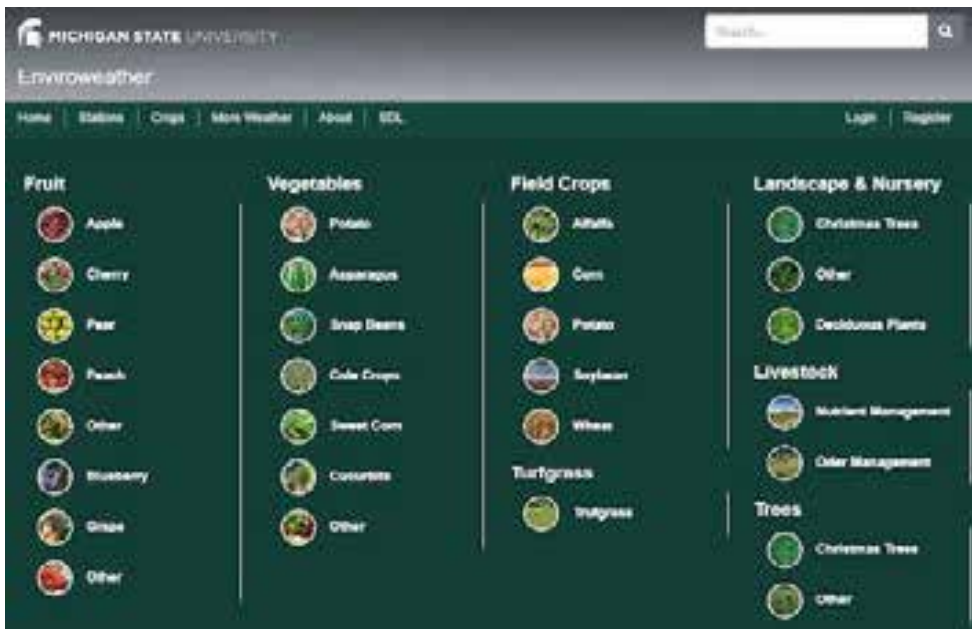 MICHIGAN STATE UNIVERSITY
Search...
Enviroweather
Home | Stations | Crops | More Weather | About | EDL
Login | Register
Fruit
Apple
Cherry
Pear
Peach
Other
Blueberry
Grape
Other
Vegetables
Potato
Asparagus
Snap Beans
Cole Crops
Sweet Corn
Cucurbits
Other
Field Crops
Alfalfa
Corn
Potato
Soybean
Wheat
Turfgrass
Turfgrass
Landscape & Nursery
Christmas Trees
Other
Deciduous Plants
Livestock
Nutrient Management
Odor Management
Trees
Christmas Trees
Other